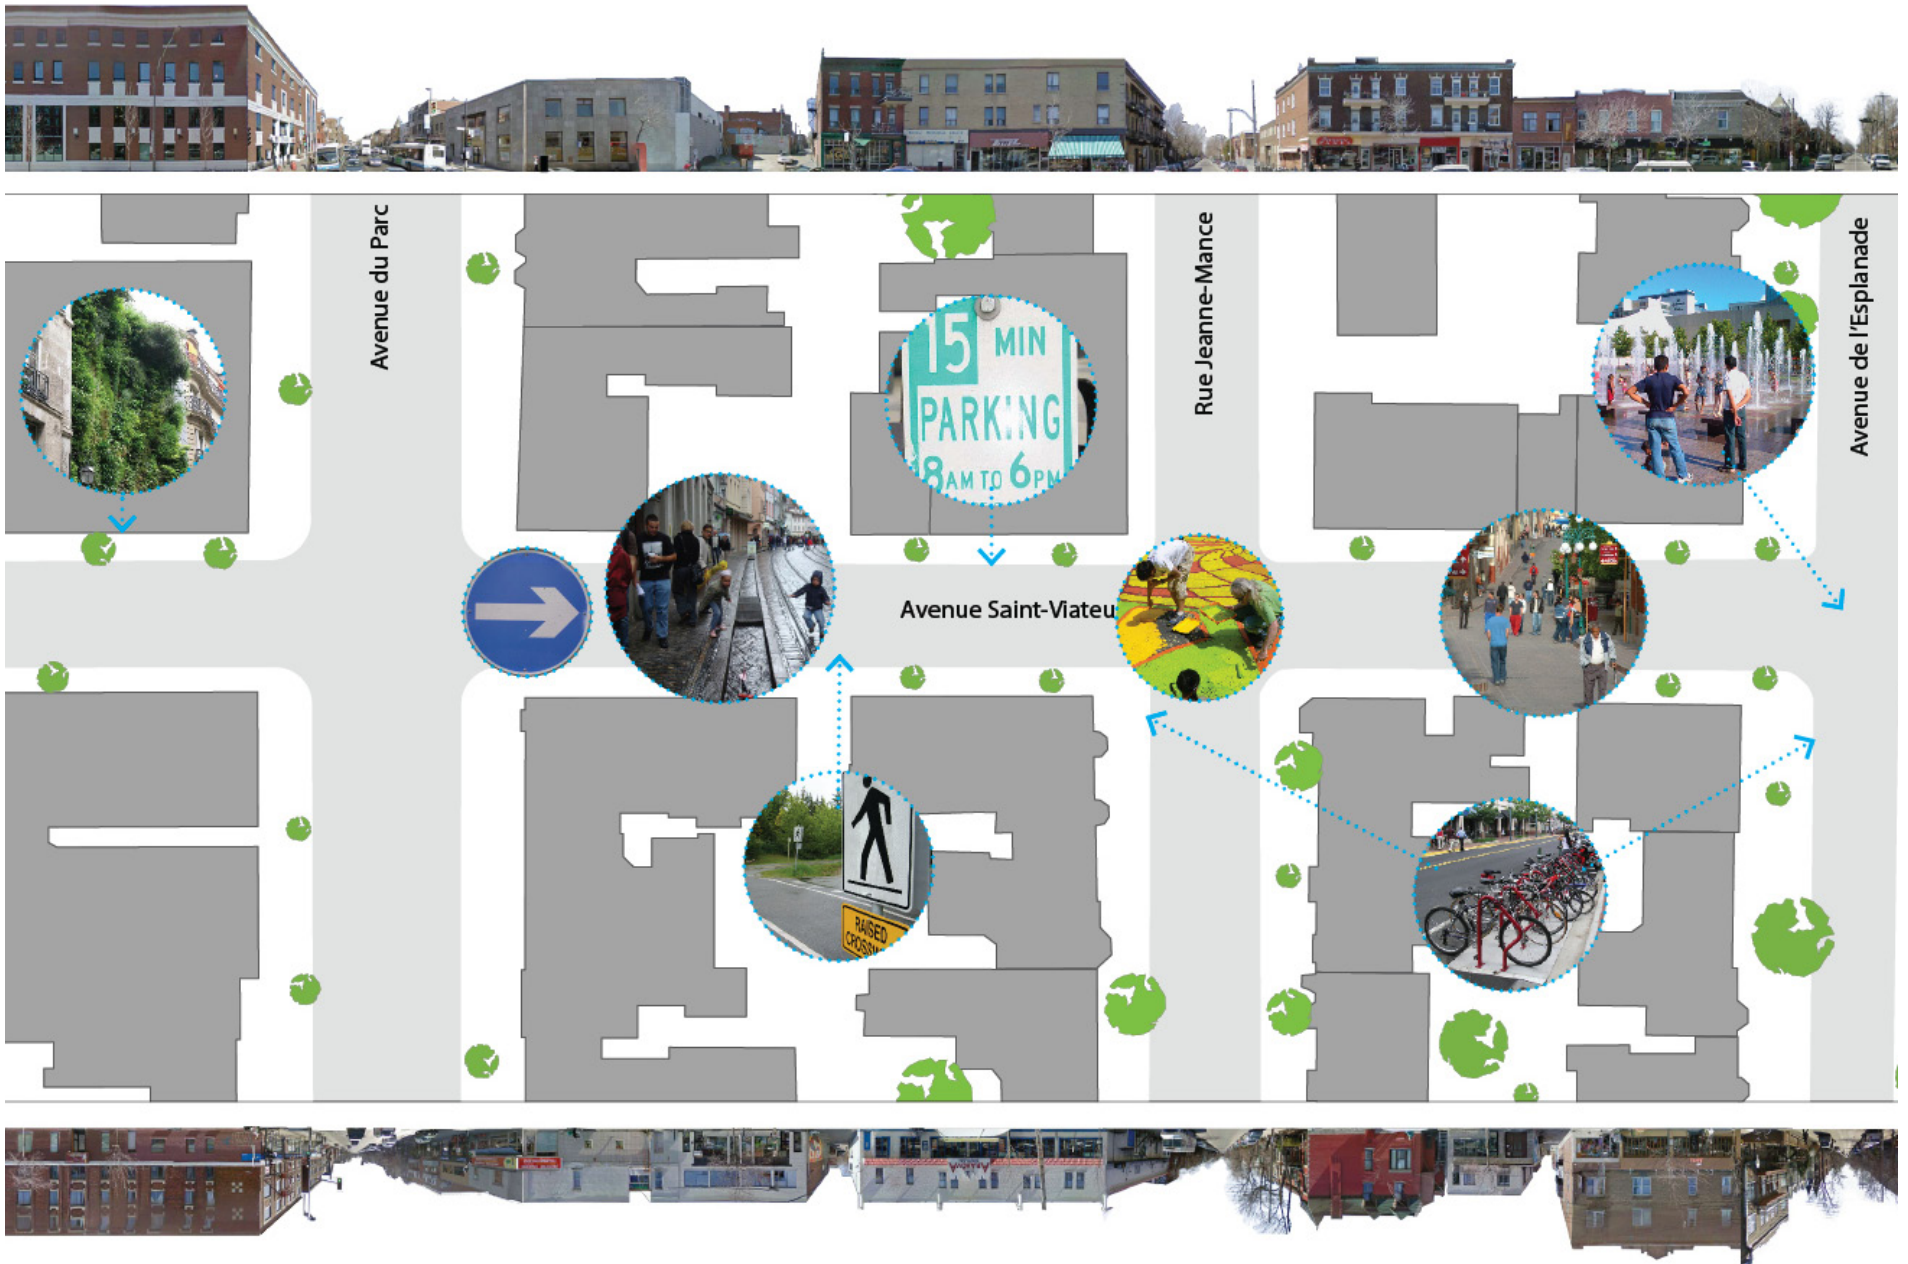 Avenue du Parc
Rue Jeanne-Mance
Avenue de l'Esplanade
15 MIN
PARKING
8AM TO 6PM
Avenue Saint-Viateu
RAISED